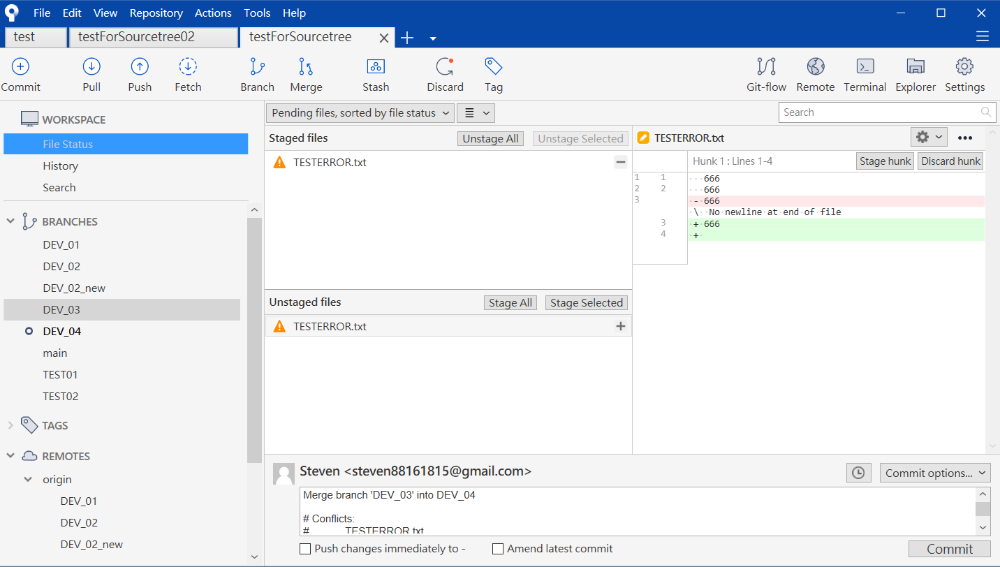 File Edit View Repository Actions Tools Help
test testForSourcetree02 testForSourcetree
Commit Pull Push Fetch Branch Merge Stash Discard Tag Git-flow Remote Terminal Explorer Settings
WORKSPACE
File Status
History
Search
BRANCHES
DEV_01
DEV_02
DEV_02_new
DEV_03
DEV_04
main
TEST01
TEST02
TAGS
REMOTES
origin
DEV_01
DEV_02
DEV_02_new
Pending files, sorted by file status
Search
Staged files Unstage All Unstage Selected
TESTERROR.txt
Unstaged files Stage All Stage Selected
TESTERROR.txt
TESTERROR.txt
Hunk 1 : Lines 1-4 Stage hunk Discard hunk
1 1 666
2 2 666
3 - 666
\ No newline at end of file
3 + 666
4 +
Steven <steven88161815@gmail.com>
Commit options...
Merge branch 'DEV_03' into DEV_04
# Conflicts:
# TESTERROR.txt
Push changes immediately to - Amend latest commit Commit